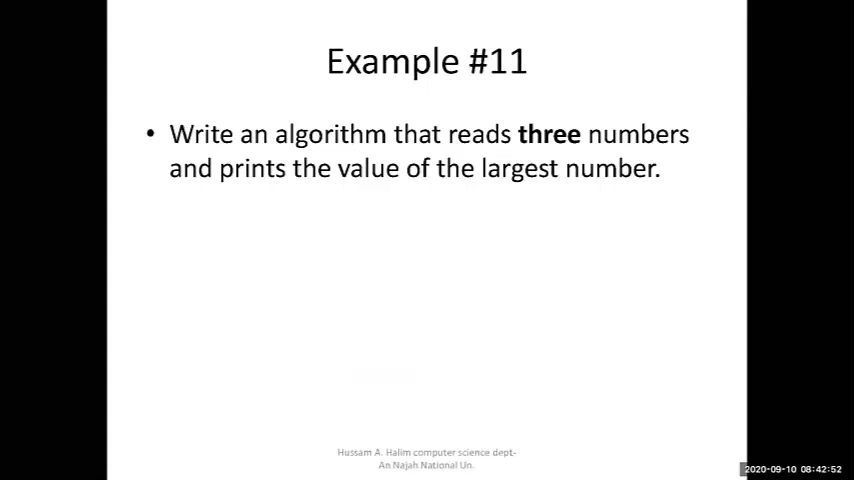 Example #11
• Write an algorithm that reads three numbers
and prints the value of the largest number.
Hussam A. Halim computer science dept-
An Najah National Un.
2020-09-10 08:42:52